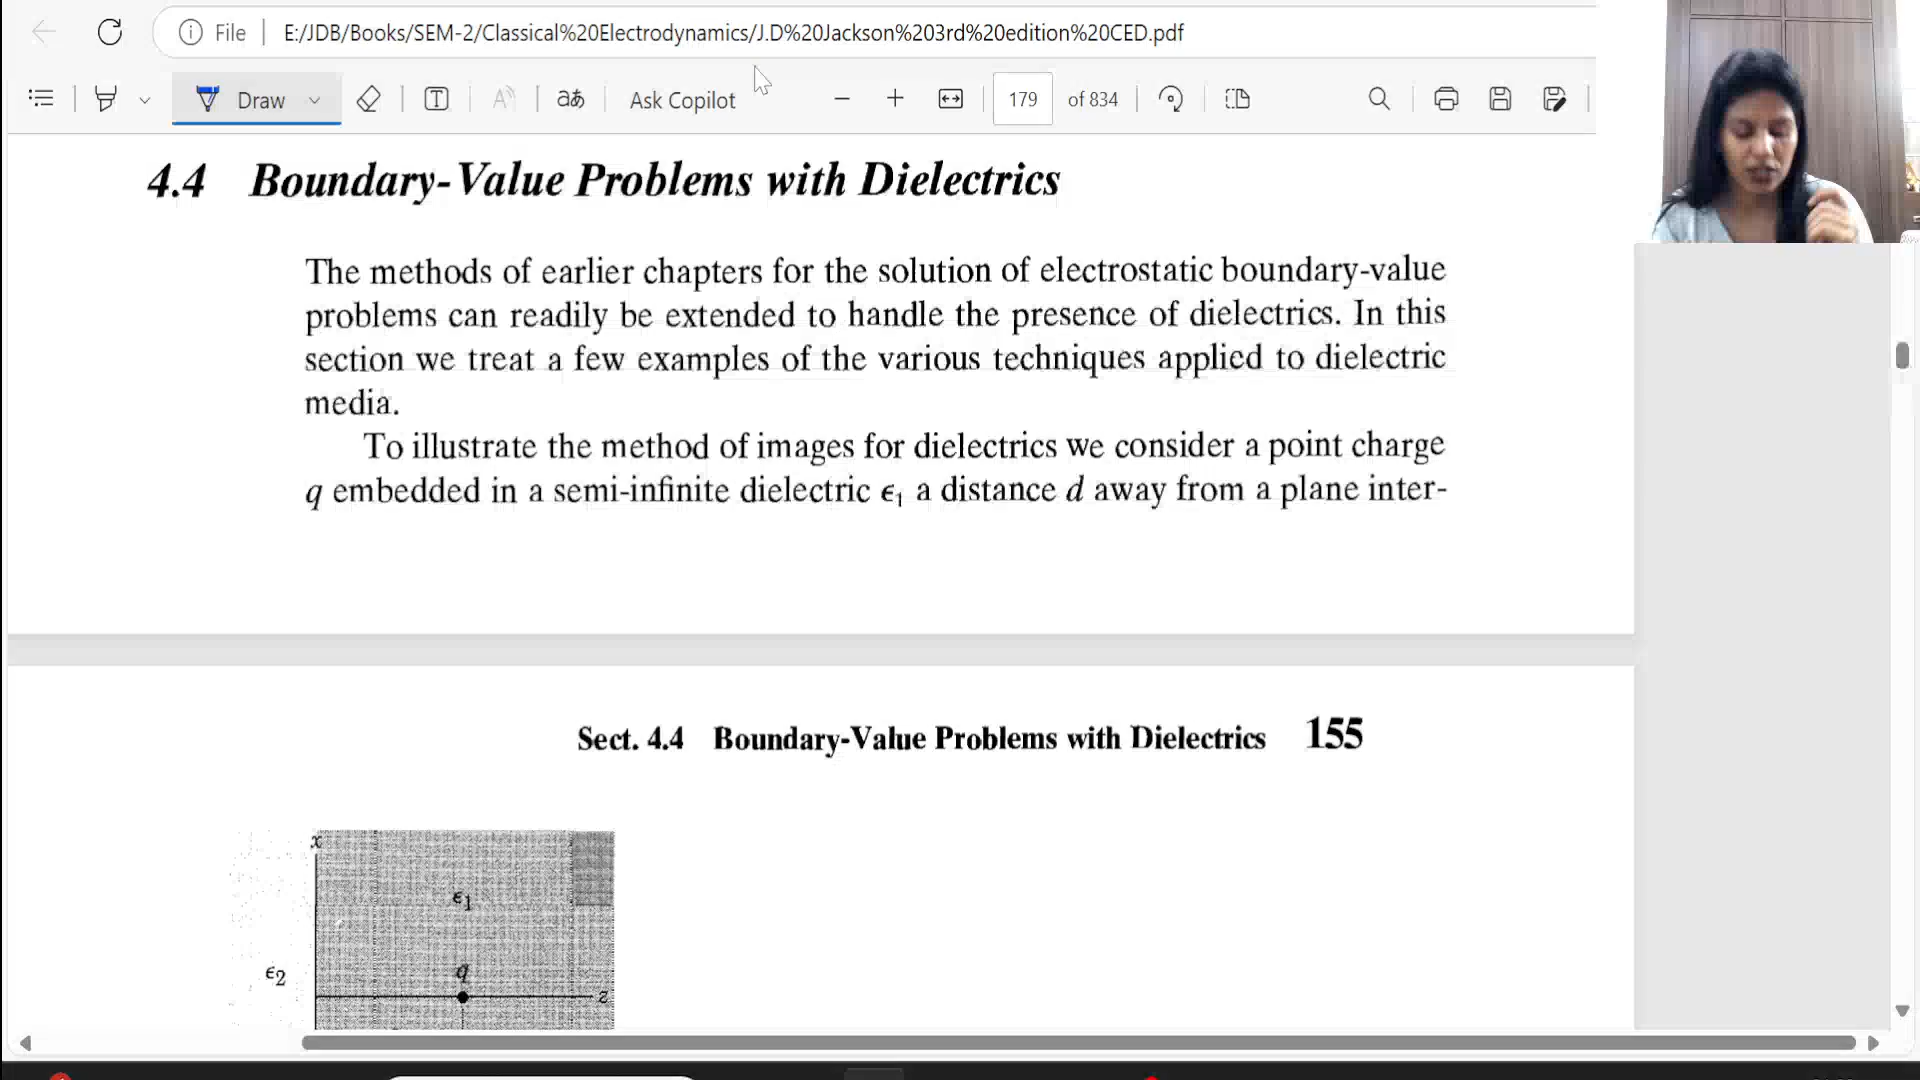 File E:/JDB/Books/SEM-2/Classical%20Electrodynamics/J.D%20Jackson%203rd%20edition%20CED.pdf
Draw T A aあ Ask Copilot 179 of 834
4.4 Boundary-Value Problems with Dielectrics
The methods of earlier chapters for the solution of electrostatic boundary-value
problems can readily be extended to handle the presence of dielectrics. In this
section we treat a few examples of the various techniques applied to dielectric
media.
To illustrate the method of images for dielectrics we consider a point charge
q embedded in a semi-infinite dielectric ϵ₁ a distance d away from a plane inter-
Sect. 4.4 Boundary-Value Problems with Dielectrics 155
x
ϵ₁
q
ϵ₂
z